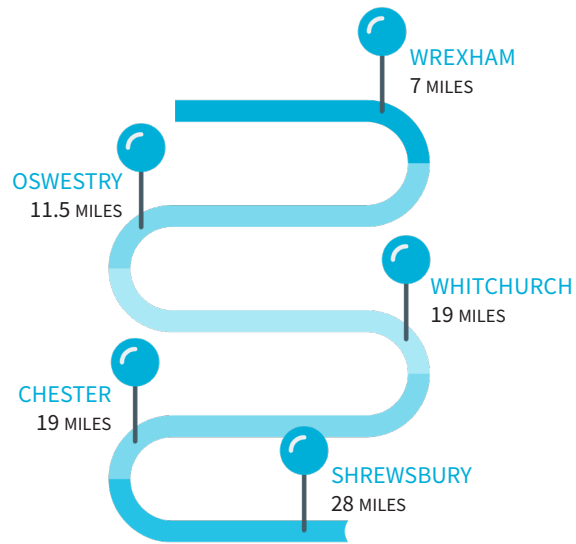 WREXHAM
7 MILES
OSWESTRY
11.5 MILES
WHITCHURCH
19 MILES
CHESTER
19 MILES
SHREWSBURY
28 MILES